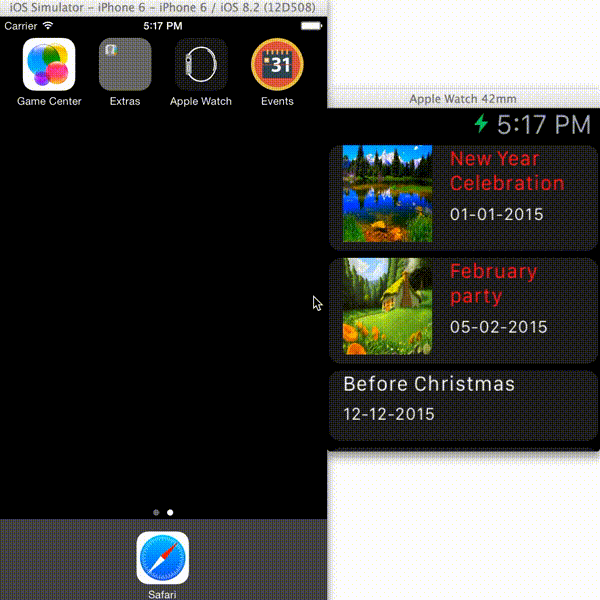 iOS Simulator – iPhone 6 – iPhone 6 / iOS 8.2 (12D508)
Carrier
5:17 PM
Game Center
Extras
Apple Watch
31
Events
Safari
Apple Watch 42mm
5:17 PM
New Year
Celebration
01-01-2015
February
party
05-02-2015
Before Christmas
12-12-2015